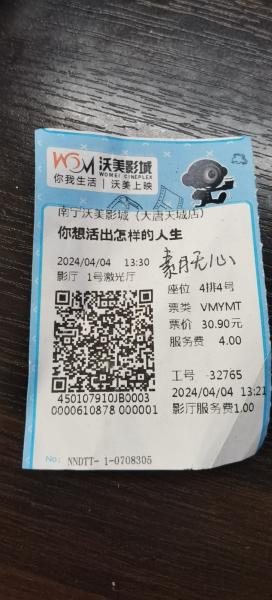 WOM 沃美影城
WOMEI CINEPLEX
你我生活 | 沃美上映
南宁沃美影城（大唐天城店）
你想活出怎样的人生
2024/04/04 13:30
影厅 1号激光厅
座位 4排4号
票类 VMYMT
票价 30.90元
服务费 4.00
工号 -32765
2024/04/04 13:21
影厅服务费1.00
450107910JB0003
0000610878 000001
No: NNDTT- 1-0708305